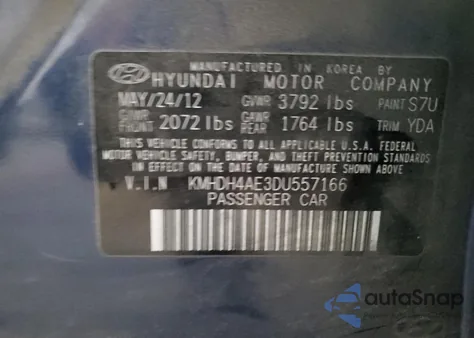 MANUFACTURED IN KOREA BY
HYUNDAI MOTOR COMPANY
MAY/24/12 GVWR 3792 lbs PAINT S7U
GAWR FRONT 2072 lbs GAWR REAR 1764 lbs TRIM YDA
THIS VEHICLE CONFORMS TO ALL APPLICABLE U.S.A. FEDERAL
MOTOR VEHICLE SAFETY, BUMPER, AND THEFT PREVENTION STANDARDS
IN EFFECT ON THE DATE OF MANUFACTURE SHOWN ABOVE.
V.I.N KMHDH4AE3DU557166
PASSENGER CAR
autoSnap